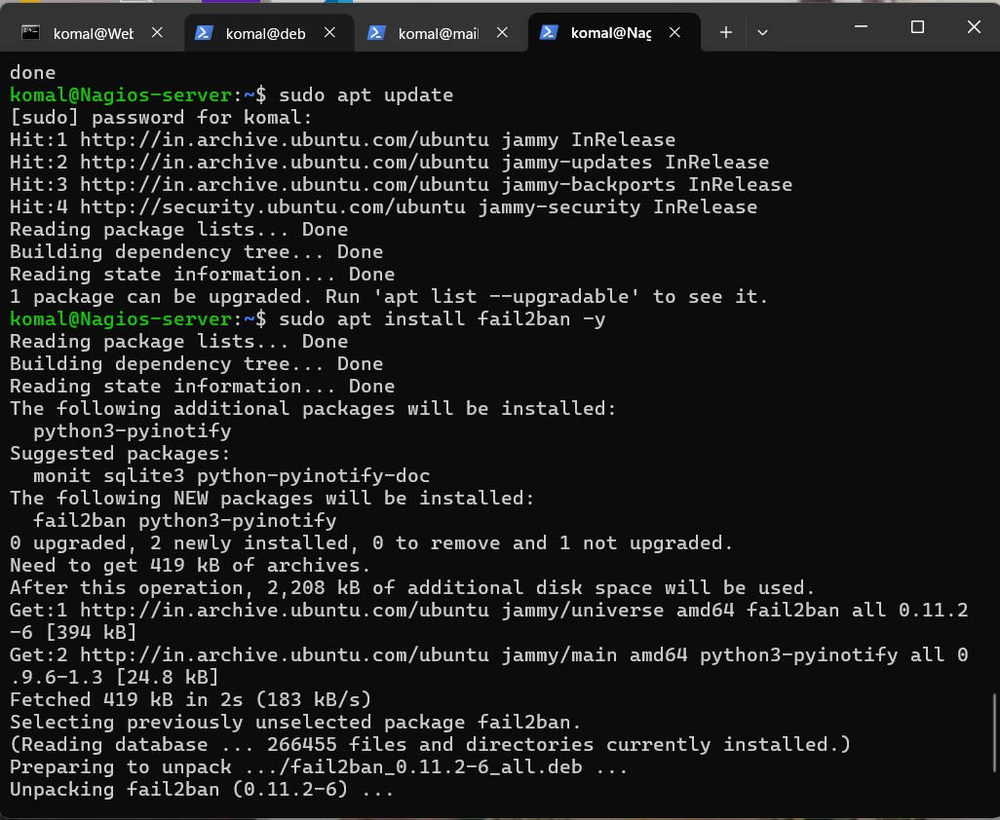 komal@Web
komal@deb
komal@mail
komal@Nag
done
komal@Nagios-server:~$ sudo apt update
[sudo] password for komal:
Hit:1 http://in.archive.ubuntu.com/ubuntu jammy InRelease
Hit:2 http://in.archive.ubuntu.com/ubuntu jammy-updates InRelease
Hit:3 http://in.archive.ubuntu.com/ubuntu jammy-backports InRelease
Hit:4 http://security.ubuntu.com/ubuntu jammy-security InRelease
Reading package lists... Done
Building dependency tree... Done
Reading state information... Done
1 package can be upgraded. Run 'apt list --upgradable' to see it.
komal@Nagios-server:~$ sudo apt install fail2ban -y
Reading package lists... Done
Building dependency tree... Done
Reading state information... Done
The following additional packages will be installed:
  python3-pyinotify
Suggested packages:
  monit sqlite3 python-pyinotify-doc
The following NEW packages will be installed:
  fail2ban python3-pyinotify
0 upgraded, 2 newly installed, 0 to remove and 1 not upgraded.
Need to get 419 kB of archives.
After this operation, 2,208 kB of additional disk space will be used.
Get:1 http://in.archive.ubuntu.com/ubuntu jammy/universe amd64 fail2ban all 0.11.2
-6 [394 kB]
Get:2 http://in.archive.ubuntu.com/ubuntu jammy/main amd64 python3-pyinotify all 0
.9.6-1.3 [24.8 kB]
Fetched 419 kB in 2s (183 kB/s)
Selecting previously unselected package fail2ban.
(Reading database ... 266455 files and directories currently installed.)
Preparing to unpack .../fail2ban_0.11.2-6_all.deb ...
Unpacking fail2ban (0.11.2-6) ...